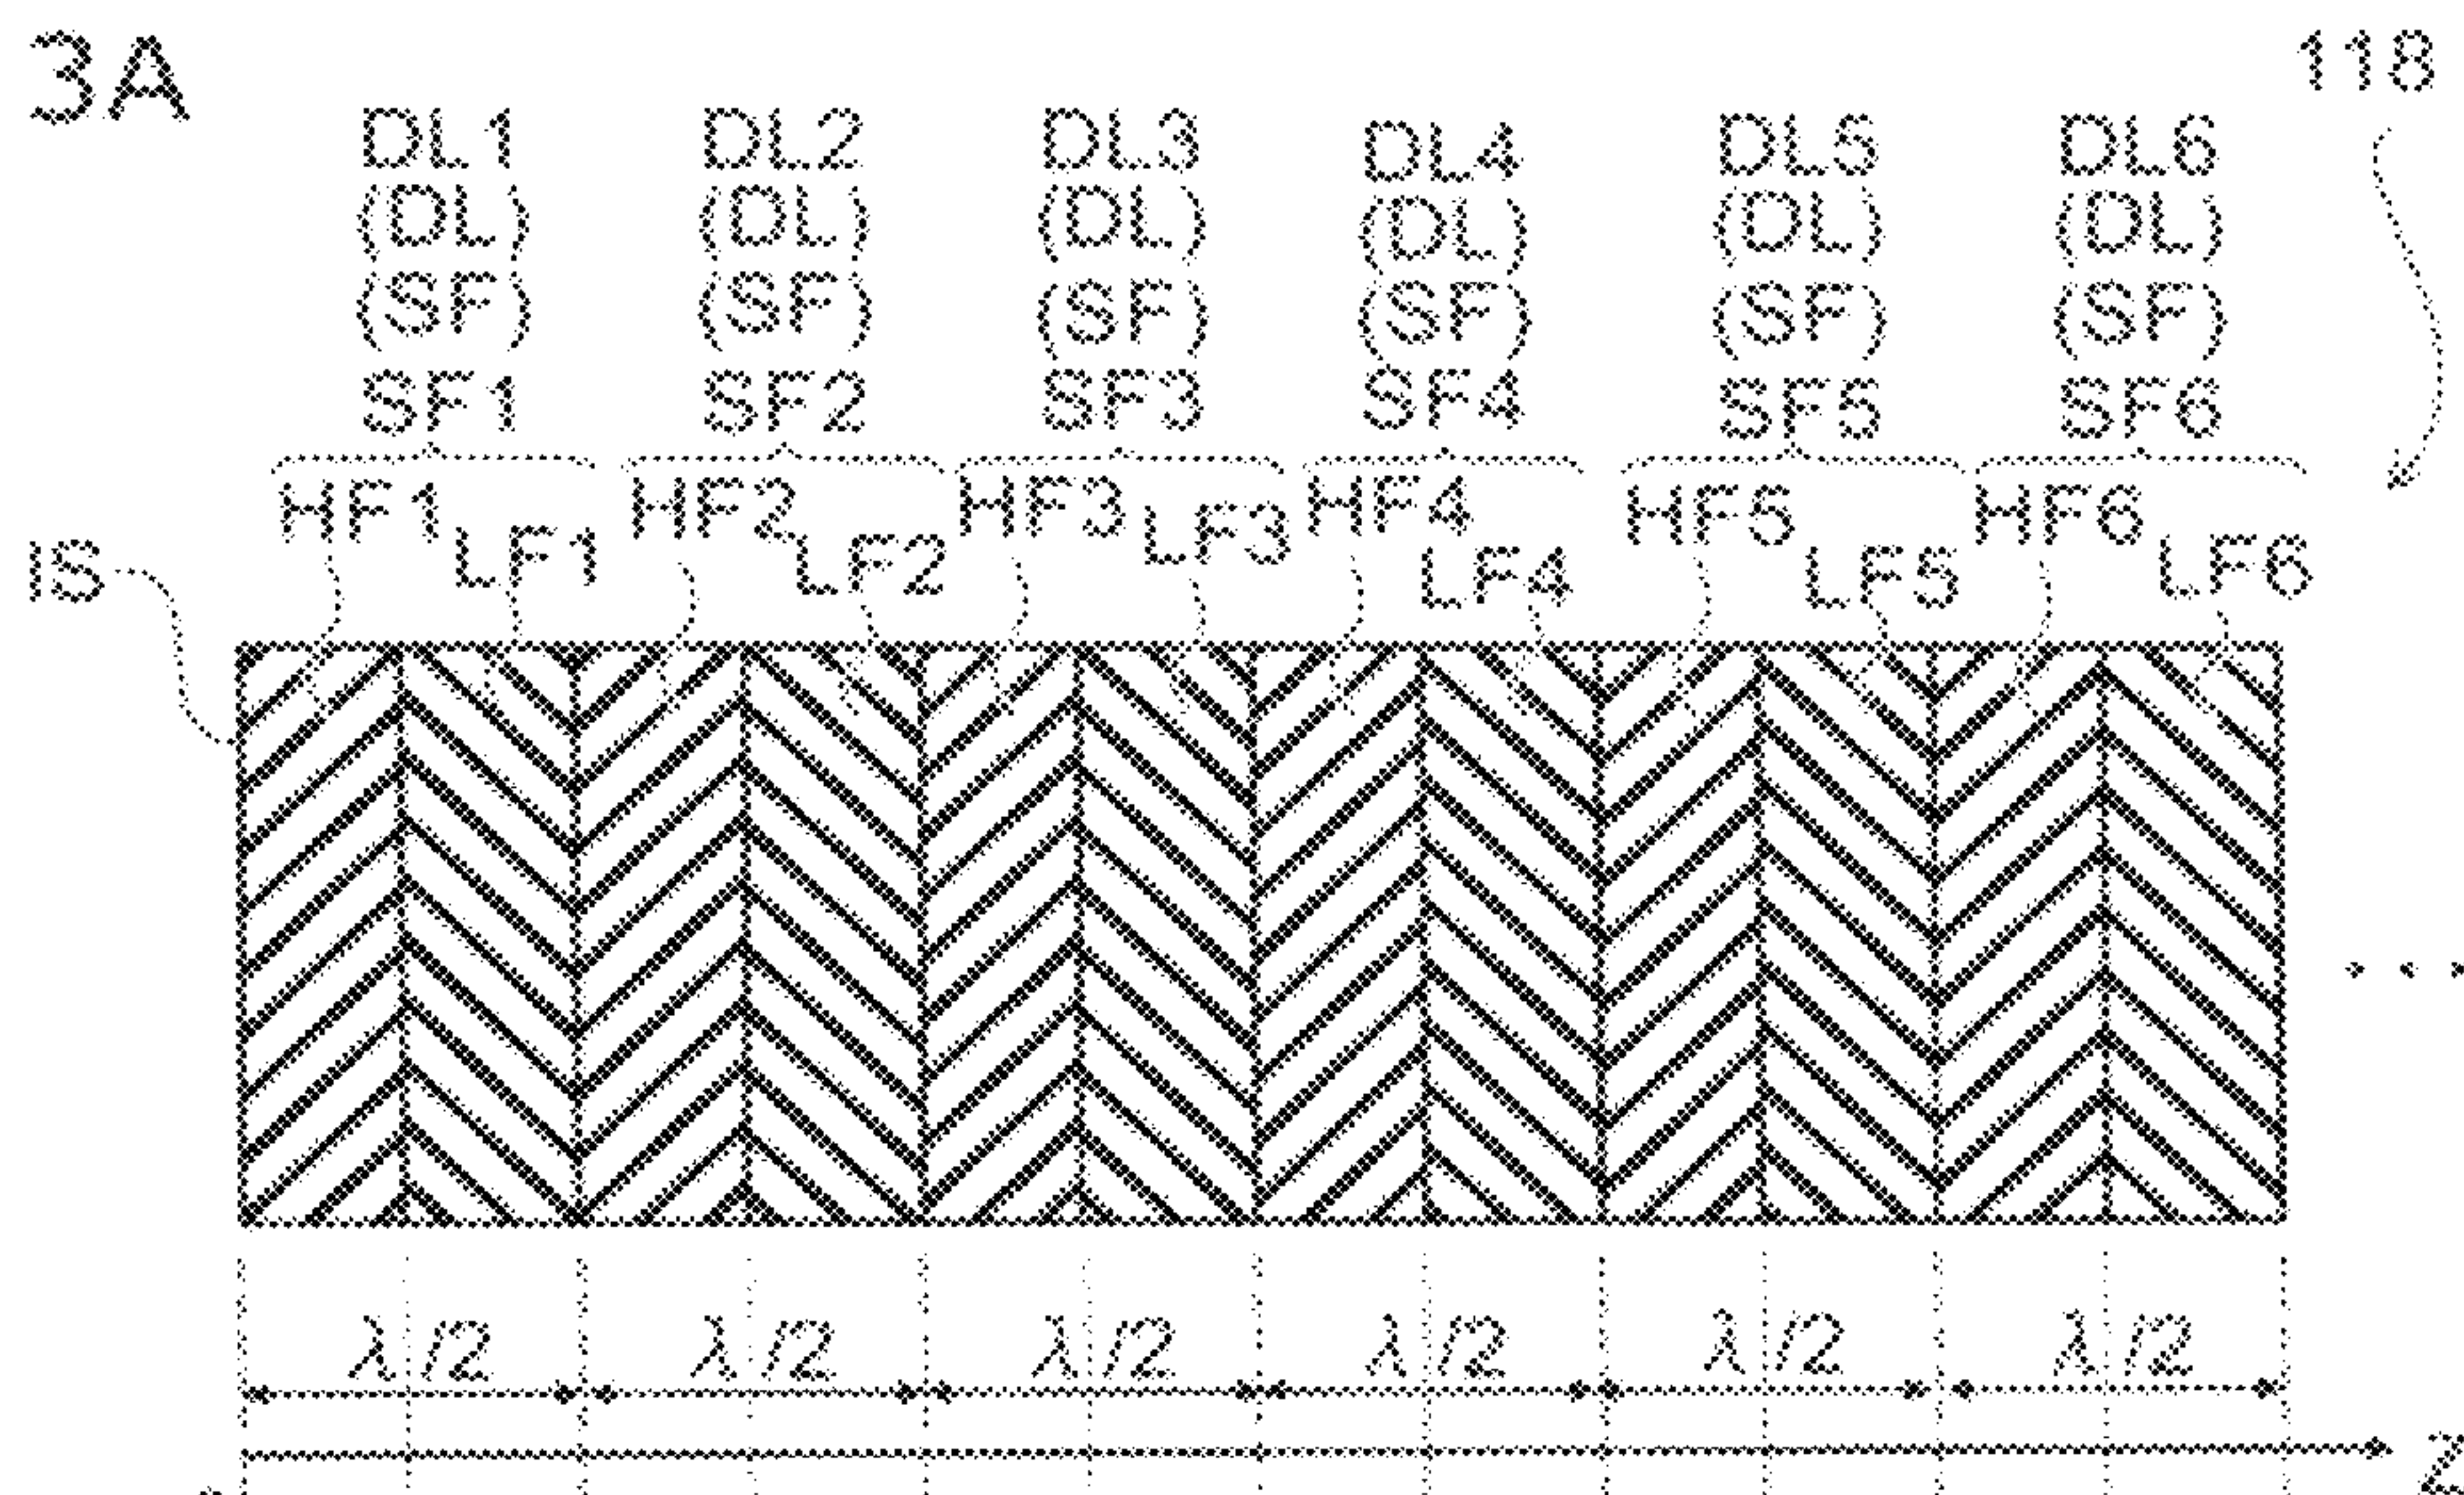 3A 118
DL1 DL2 DL3 DL4 DL5 DL6
(DL) (DL) (DL) (DL) (DL) (DL)
(SF) (SF) (SF) (SF) (SF) (SF)
SF1 SF2 SF3 SF4 SF5 SF6
HF1 HF2 HF3 HF4 HF5 HF6
IS LF1 LF2 LF3 LF4 LF5 LF6
. . .
λ/2 λ/2 λ/2 λ/2 λ/2 λ/2
Z